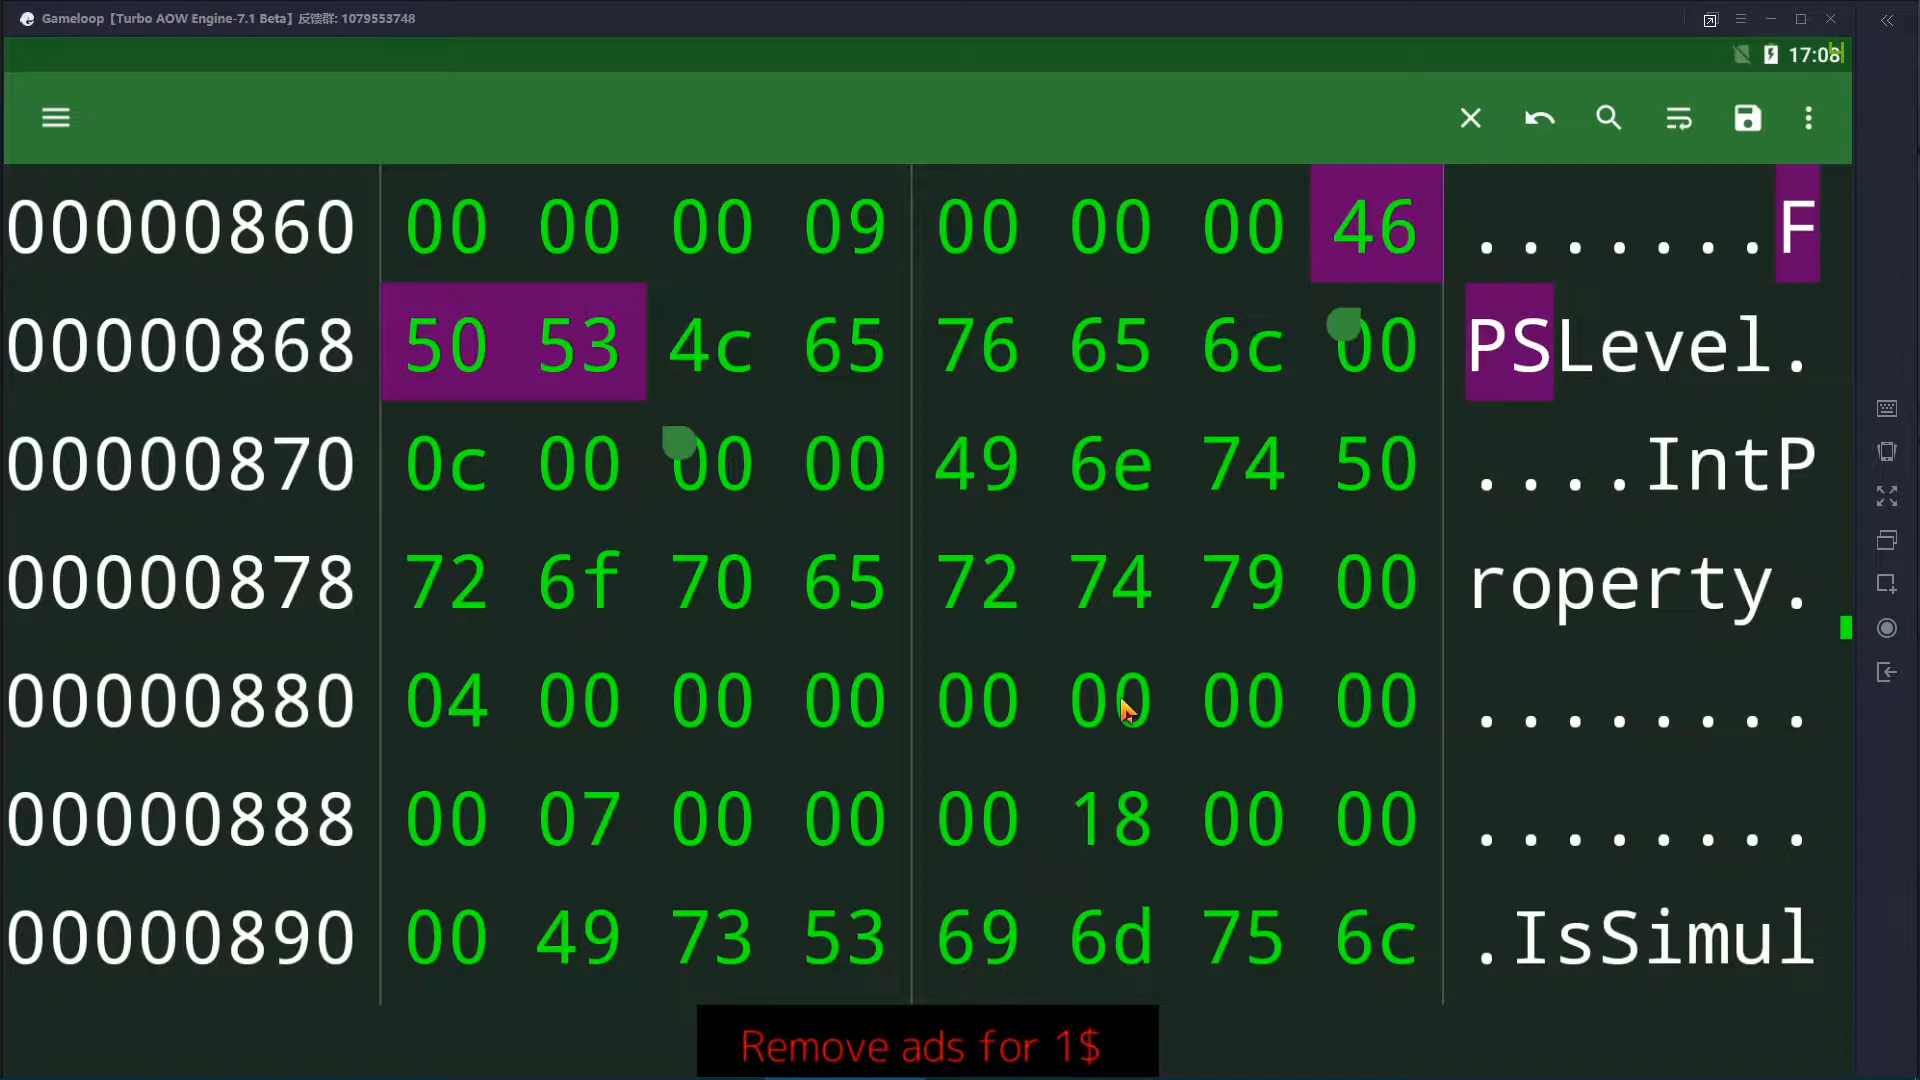 Gameloop【Turbo AOW Engine-7.1 Beta】反馈群: 1079553748
17:08
00000860 00 00 00 09 00 00 00 46 .......F
00000868 50 53 4c 65 76 65 6c 00 PSLevel.
00000870 0c 00 00 00 49 6e 74 50 ....IntP
00000878 72 6f 70 65 72 74 79 00 roperty.
00000880 04 00 00 00 00 00 00 00 ........
00000888 00 07 00 00 00 18 00 00 ........
00000890 00 49 73 53 69 6d 75 6c .IsSimul
Remove ads for 1$